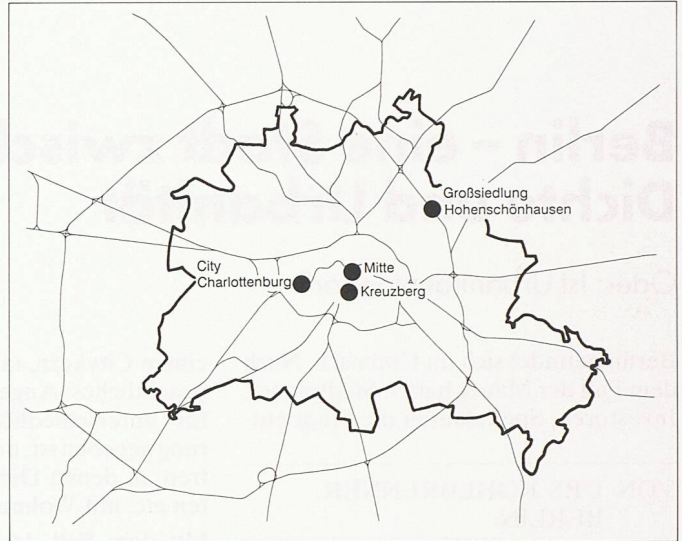 Großsiedlung
Hohenschönhausen
City
Charlottenburg
Mitte
Kreuzberg